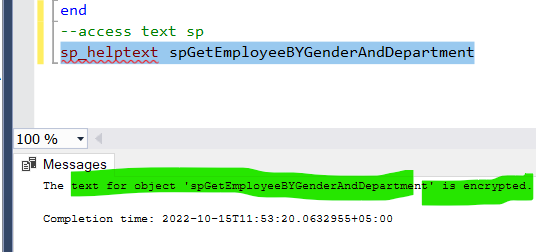 end
--access text sp
sp_helptext spGetEmployeeBYGenderAndDepartment
100 %
Messages
The text for object 'spGetEmployeeBYGenderAndDepartment' is encrypted.
Completion time: 2022-10-15T11:53:20.0632955+05:00